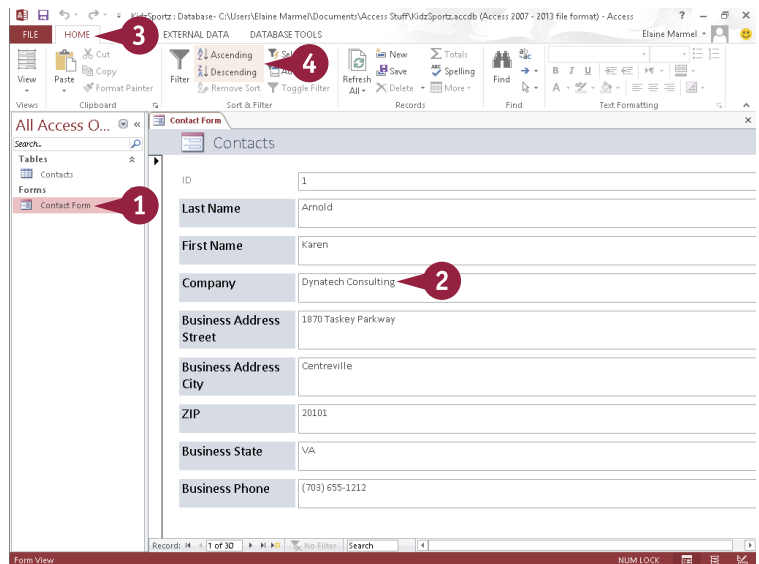 KidzSportz : Database- C:\Users\Elaine Marmel\Documents\Access Stuff\KidzSportz.accdb (Access 2007 - 2013 file format) - Access
FILE HOME 3 EXTERNAL DATA DATABASE TOOLS Elaine Marmel
View
Views
Paste
Cut
Copy
Format Painter
Clipboard
Filter
Ascending
Descending
Remove Sort
4
Toggle Filter
Sort & Filter
Refresh
All
New
Save
Delete
Totals
Spelling
More
Records
Find
Find
B I U
A
Text Formatting
All Access O...
Search..
Tables
Contacts
Forms
Contact Form 1
Contact Form
Contacts
ID 1
Last Name Arnold
First Name Karen
Company Dynatech Consulting 2
Business Address 1870 Taskey Parkway
Street
Business Address Centreville
City
ZIP 20101
Business State VA
Business Phone (703) 655-1212
Record: 1 of 30 No Filter Search
Form View NUM LOCK